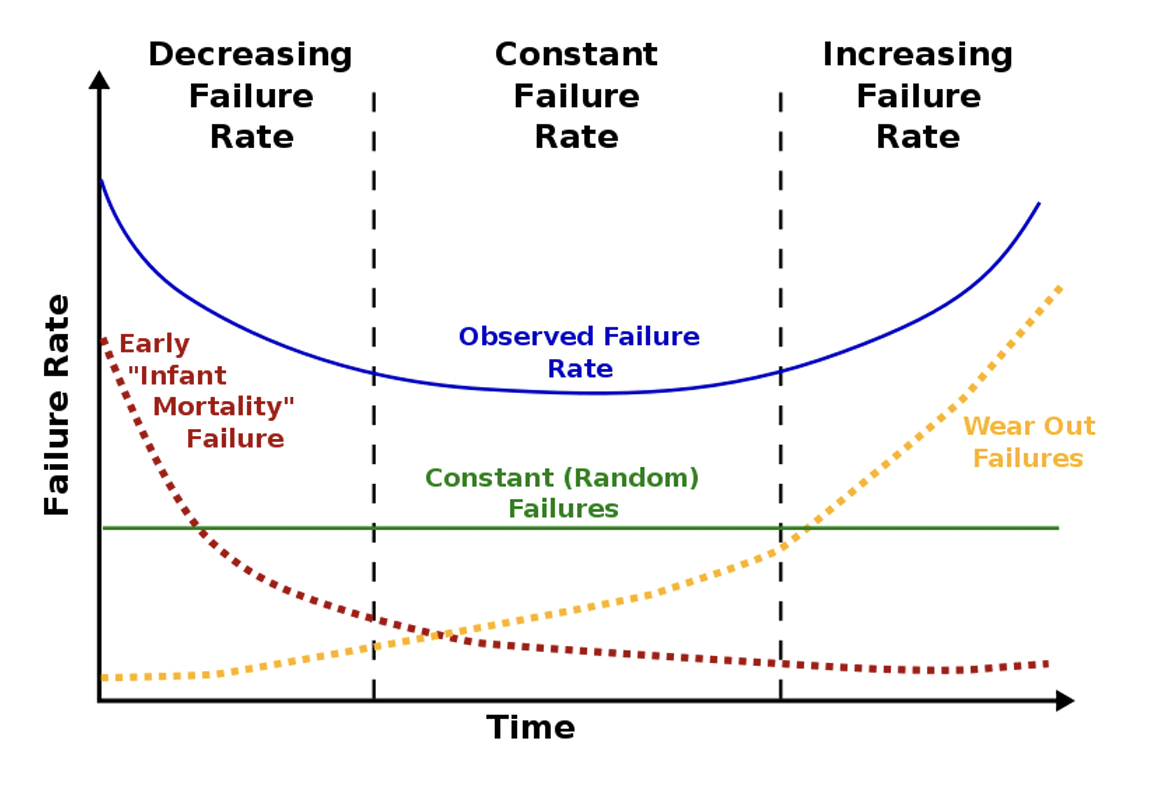 Decreasing
Failure
Rate
Constant
Failure
Rate
Increasing
Failure
Rate
Failure Rate
Early
"Infant
Mortality"
Failure
Observed Failure
Rate
Constant (Random)
Failures
Wear Out
Failures
Time